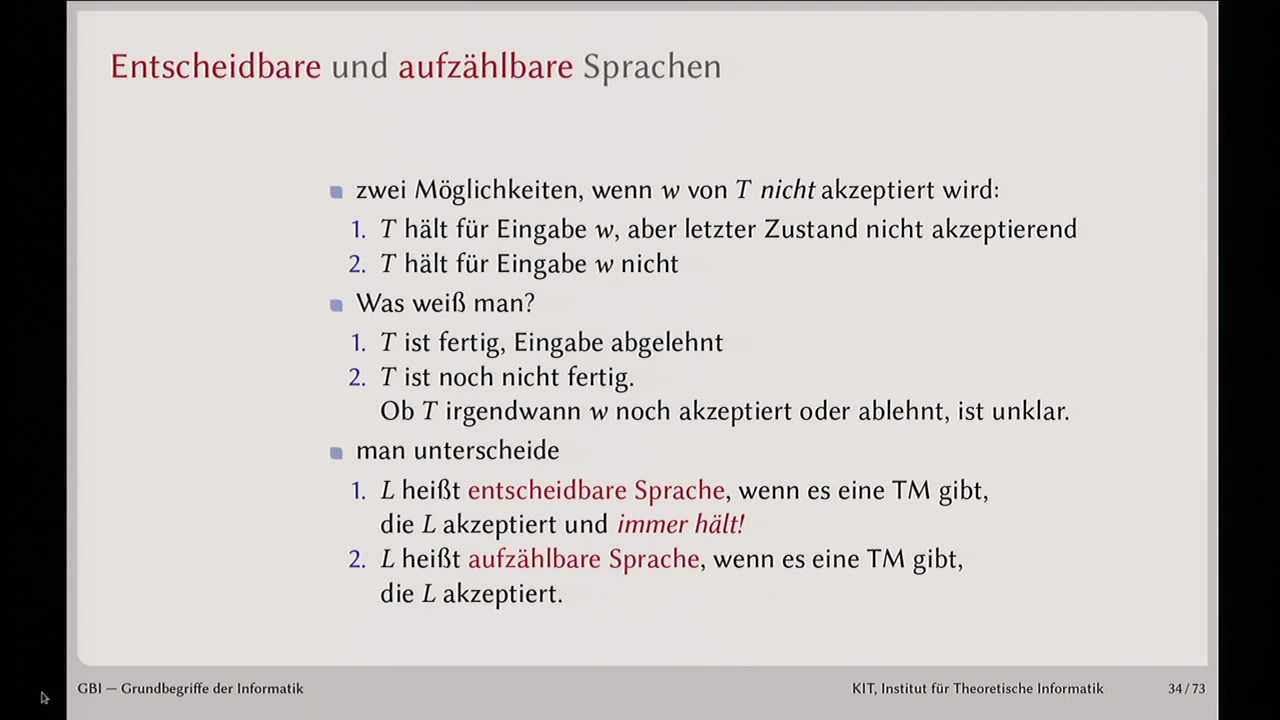 Entscheidbare und aufzählbare Sprachen
zwei Möglichkeiten, wenn w von T nicht akzeptiert wird:
1. T hält für Eingabe w, aber letzter Zustand nicht akzeptierend
2. T hält für Eingabe w nicht
Was weiß man?
1. T ist fertig, Eingabe abgelehnt
2. T ist noch nicht fertig.
Ob T irgendwann w noch akzeptiert oder ablehnt, ist unklar.
man unterscheide
1. L heißt entscheidbare Sprache, wenn es eine TM gibt,
die L akzeptiert und immer hält!
2. L heißt aufzählbare Sprache, wenn es eine TM gibt,
die L akzeptiert.
GBI — Grundbegriffe der Informatik
KIT, Institut für Theoretische Informatik
34 / 73